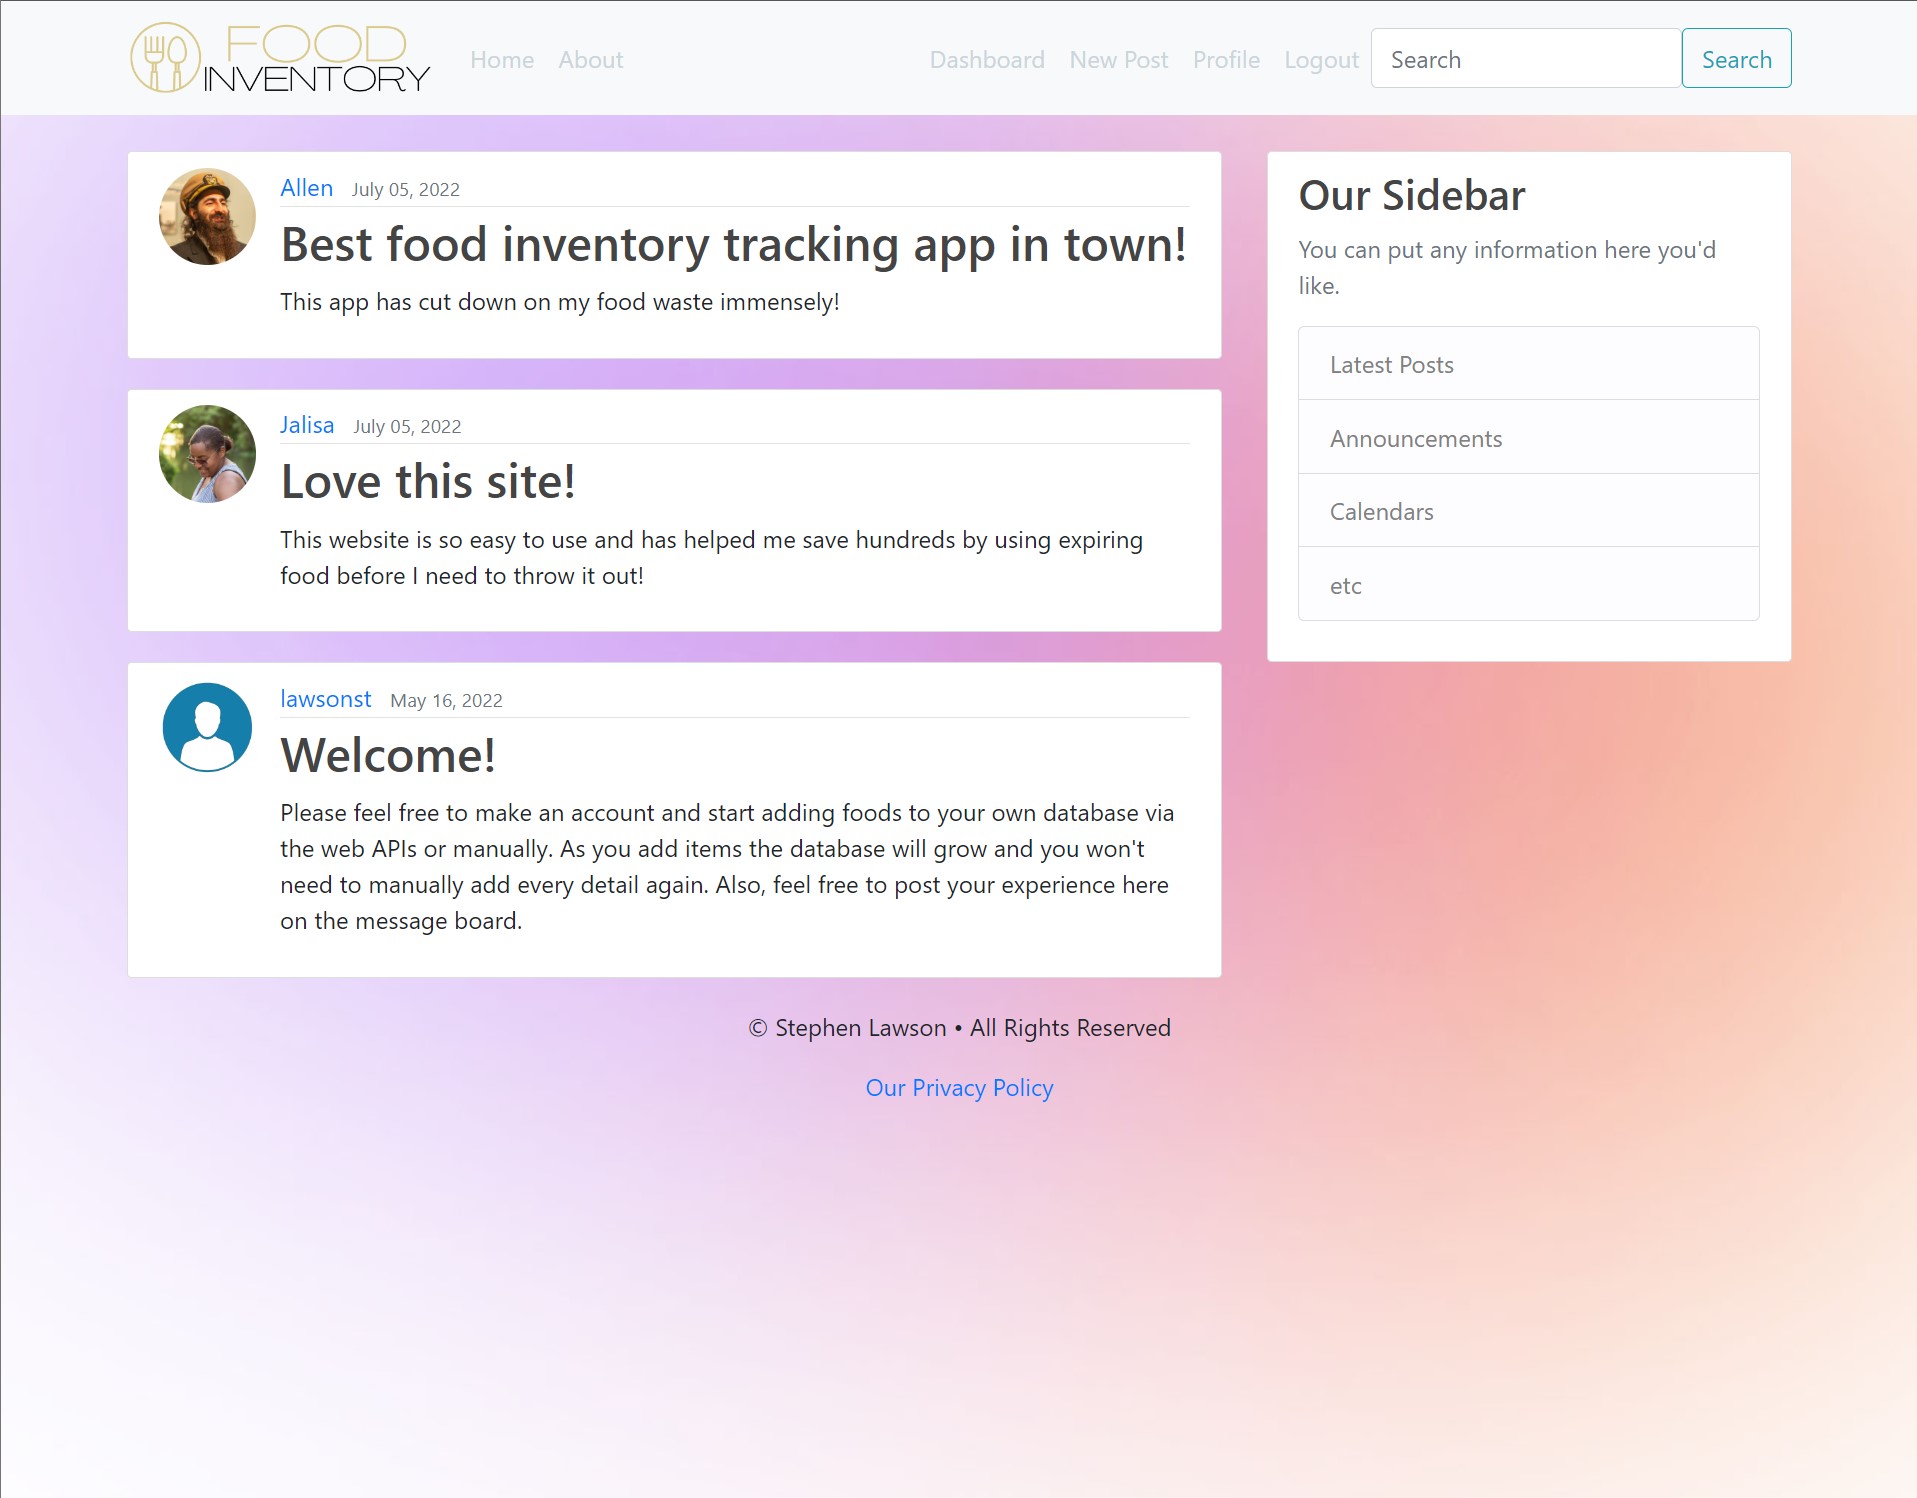 FOOD
INVENTORY
Home About
Dashboard New Post Profile Logout Search Search
Allen July 05, 2022
Best food inventory tracking app in town!
This app has cut down on my food waste immensely!
Jalisa July 05, 2022
Love this site!
This website is so easy to use and has helped me save hundreds by using expiring
food before I need to throw it out!
lawsonst May 16, 2022
Welcome!
Please feel free to make an account and start adding foods to your own database via
the web APIs or manually. As you add items the database will grow and you won't
need to manually add every detail again. Also, feel free to post your experience here
on the message board.
Our Sidebar
You can put any information here you'd
like.
Latest Posts
Announcements
Calendars
etc
© Stephen Lawson • All Rights Reserved
Our Privacy Policy